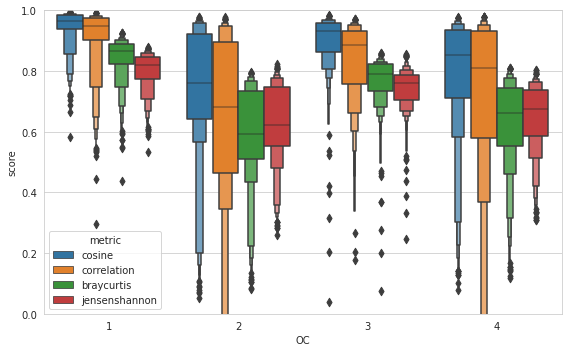 1.0
0.8
0.6
0.4
0.2
0.0
score
metric
cosine
correlation
braycurtis
jensenshannon
1 2 3 4
OC